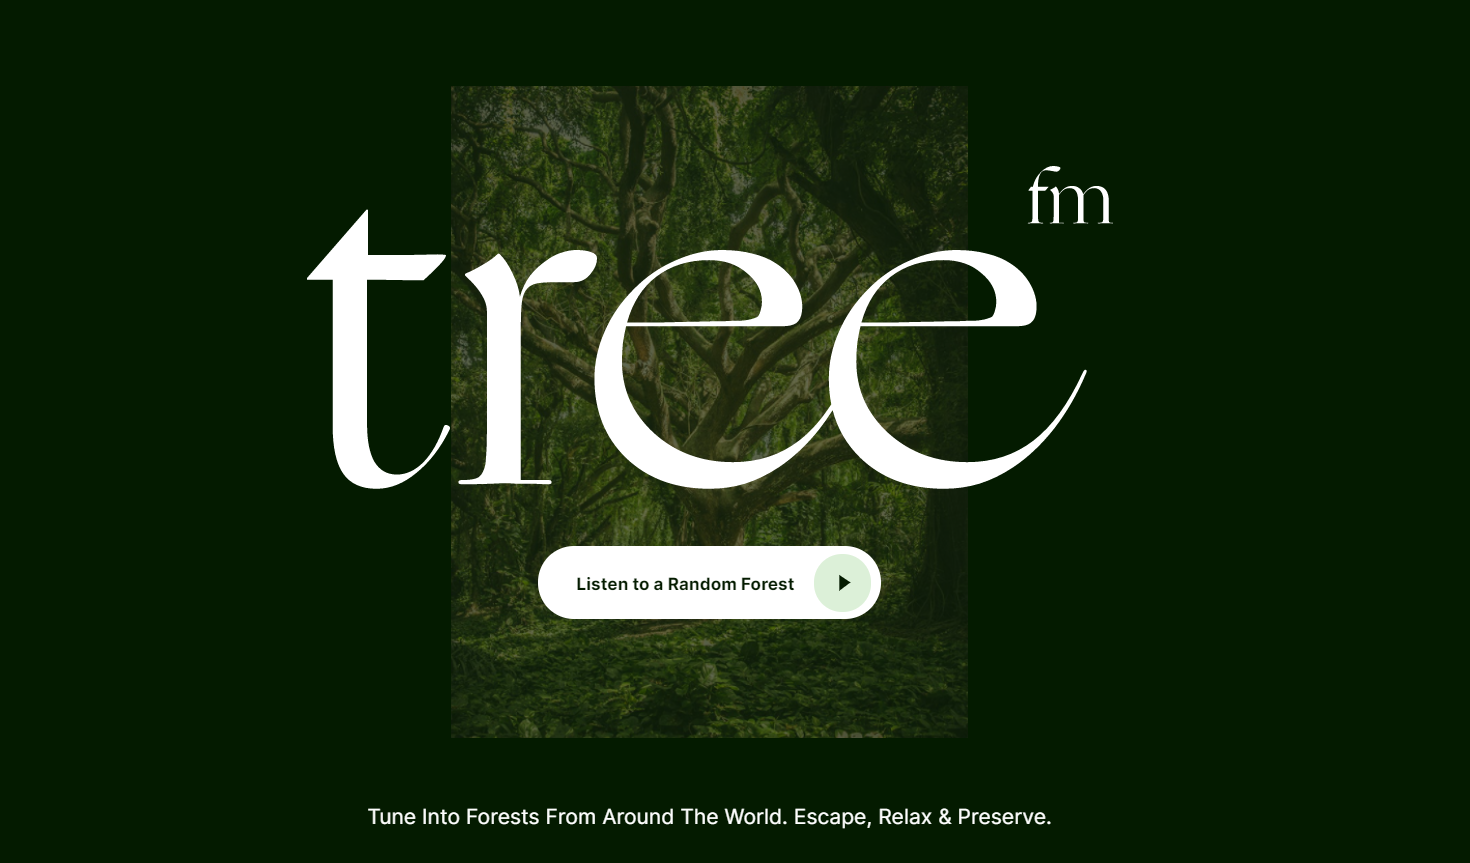 tree
fm
Listen to a Random Forest
Tune Into Forests From Around The World. Escape, Relax & Preserve.